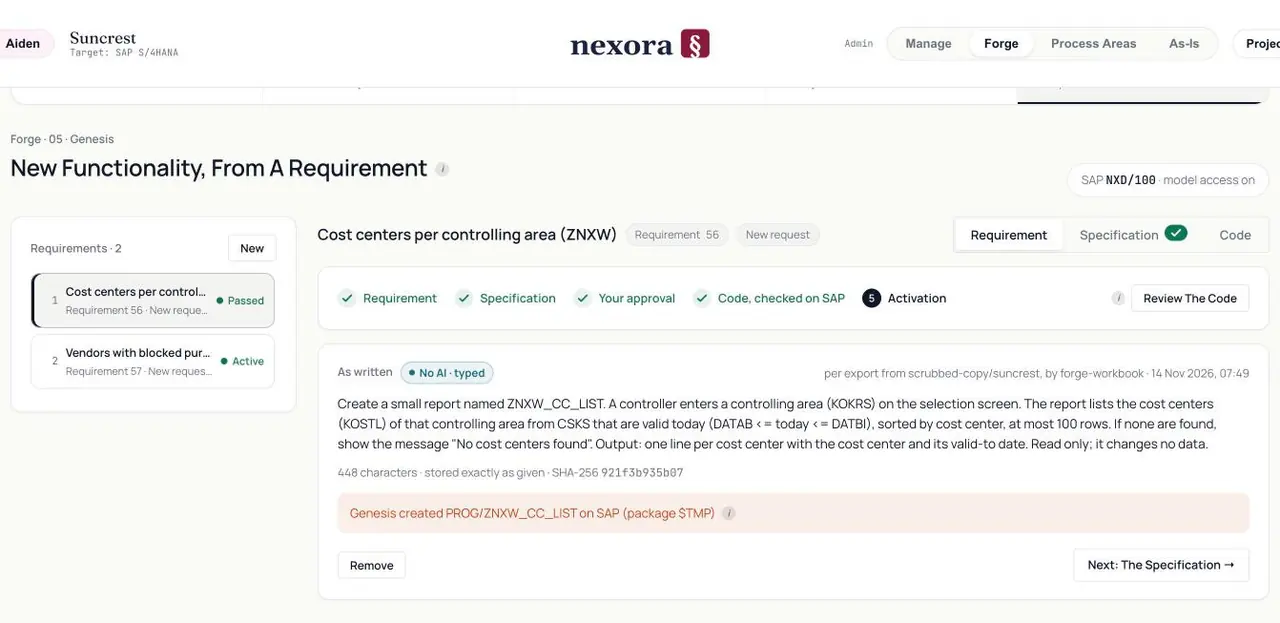 Aiden
Suncrest
Target: SAP S/4HANA
nexora §
Admin
Manage
Forge
Process Areas
As-Is
Forge · 05 · Genesis
New Functionality, From A Requirement i
SAP NXD/100 · model access on
Requirements · 2
New
1
Cost centers per control...
Requirement 56 · New reque...
Passed
2
Vendors with blocked pur...
Requirement 57 · New reques...
Active
Cost centers per controlling area (ZNXW)
Requirement 56
New request
Requirement
Specification
Code
Requirement
Specification
Your approval
Code, checked on SAP
5 Activation
i
Review The Code
As written
No AI · typed
per export from scrubbed-copy/suncrest, by forge-workbook · 14 Nov 2026, 07:49
Create a small report named ZNXW_CC_LIST. A controller enters a controlling area (KOKRS) on the selection screen. The report lists the cost centers
(KOSTL) of that controlling area from CSKS that are valid today (DATAB <= today <= DATBI), sorted by cost center, at most 100 rows. If none are found,
show the message "No cost centers found". Output: one line per cost center with the cost center and its valid-to date. Read only; it changes no data.
448 characters · stored exactly as given · SHA-256 921f3b935b07
Genesis created PROG/ZNXW_CC_LIST on SAP (package $TMP) i
Remove
Next: The Specification →